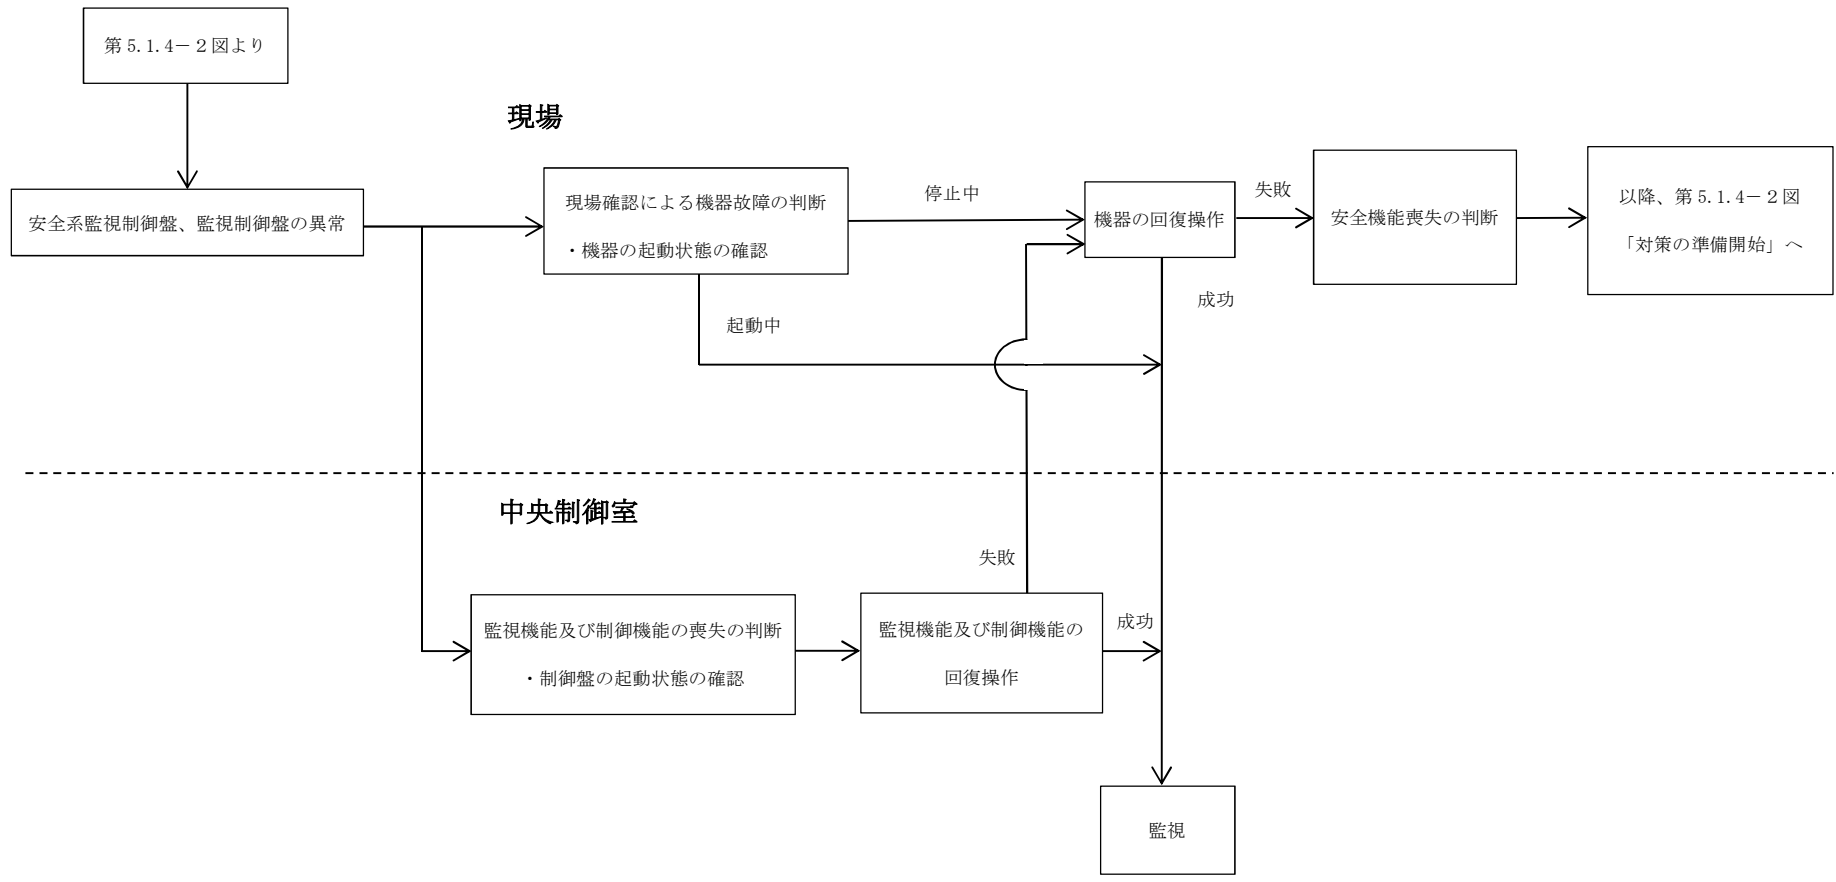 第 5.1.4－２図より
現場
安全系監視制御盤、監視制御盤の異常
現場確認による機器故障の判断
・機器の起動状態の確認
停止中
機器の回復操作
失敗
安全機能喪失の判断
以降、第 5.1.4－２図
「対策の準備開始」へ
起動中
成功
中央制御室
失敗
監視機能及び制御機能の喪失の判断
・制御盤の起動状態の確認
監視機能及び制御機能の
回復操作
成功
監視